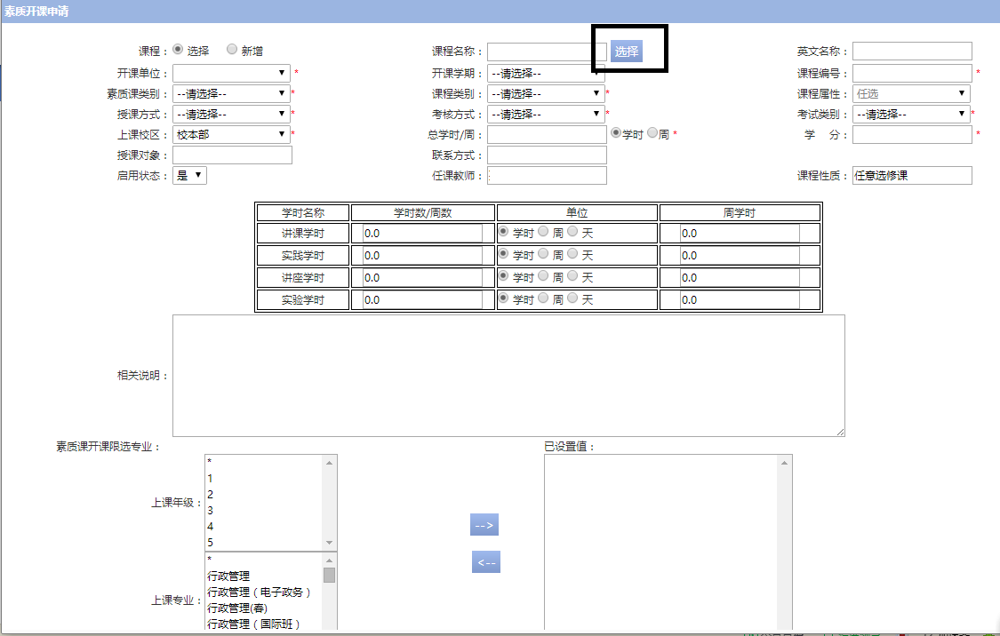 素质开课申请
课程： 选择 新增 课程名称： 选择 英文名称：
开课单位： * 开课学期： --请选择-- 课程编号： *
素质课类别： --请选择-- * 课程类别： --请选择-- * 课程属性： 任选
授课方式： --请选择-- * 考核方式： --请选择-- * 考试类别： --请选择-- *
上课校区： 校本部 * 总学时/周： 学时 周 * 学 分： *
授课对象： 联系方式：
启用状态： 是 任课教师： 课程性质： 任意选修课
学时名称 学时数/周数 单位 周学时
讲课学时 0.0 学时 周 天 0.0
实践学时 0.0 学时 周 天 0.0
讲座学时 0.0 学时 周 天 0.0
实验学时 0.0 学时 周 天 0.0
相关说明：
素质课开课限选专业： 已设置值：
*
1
2
上课年级：
3
4
5
-->
<--
*
行政管理
行政管理（电子政务）
上课专业：
行政管理(春)
行政管理（国际班）